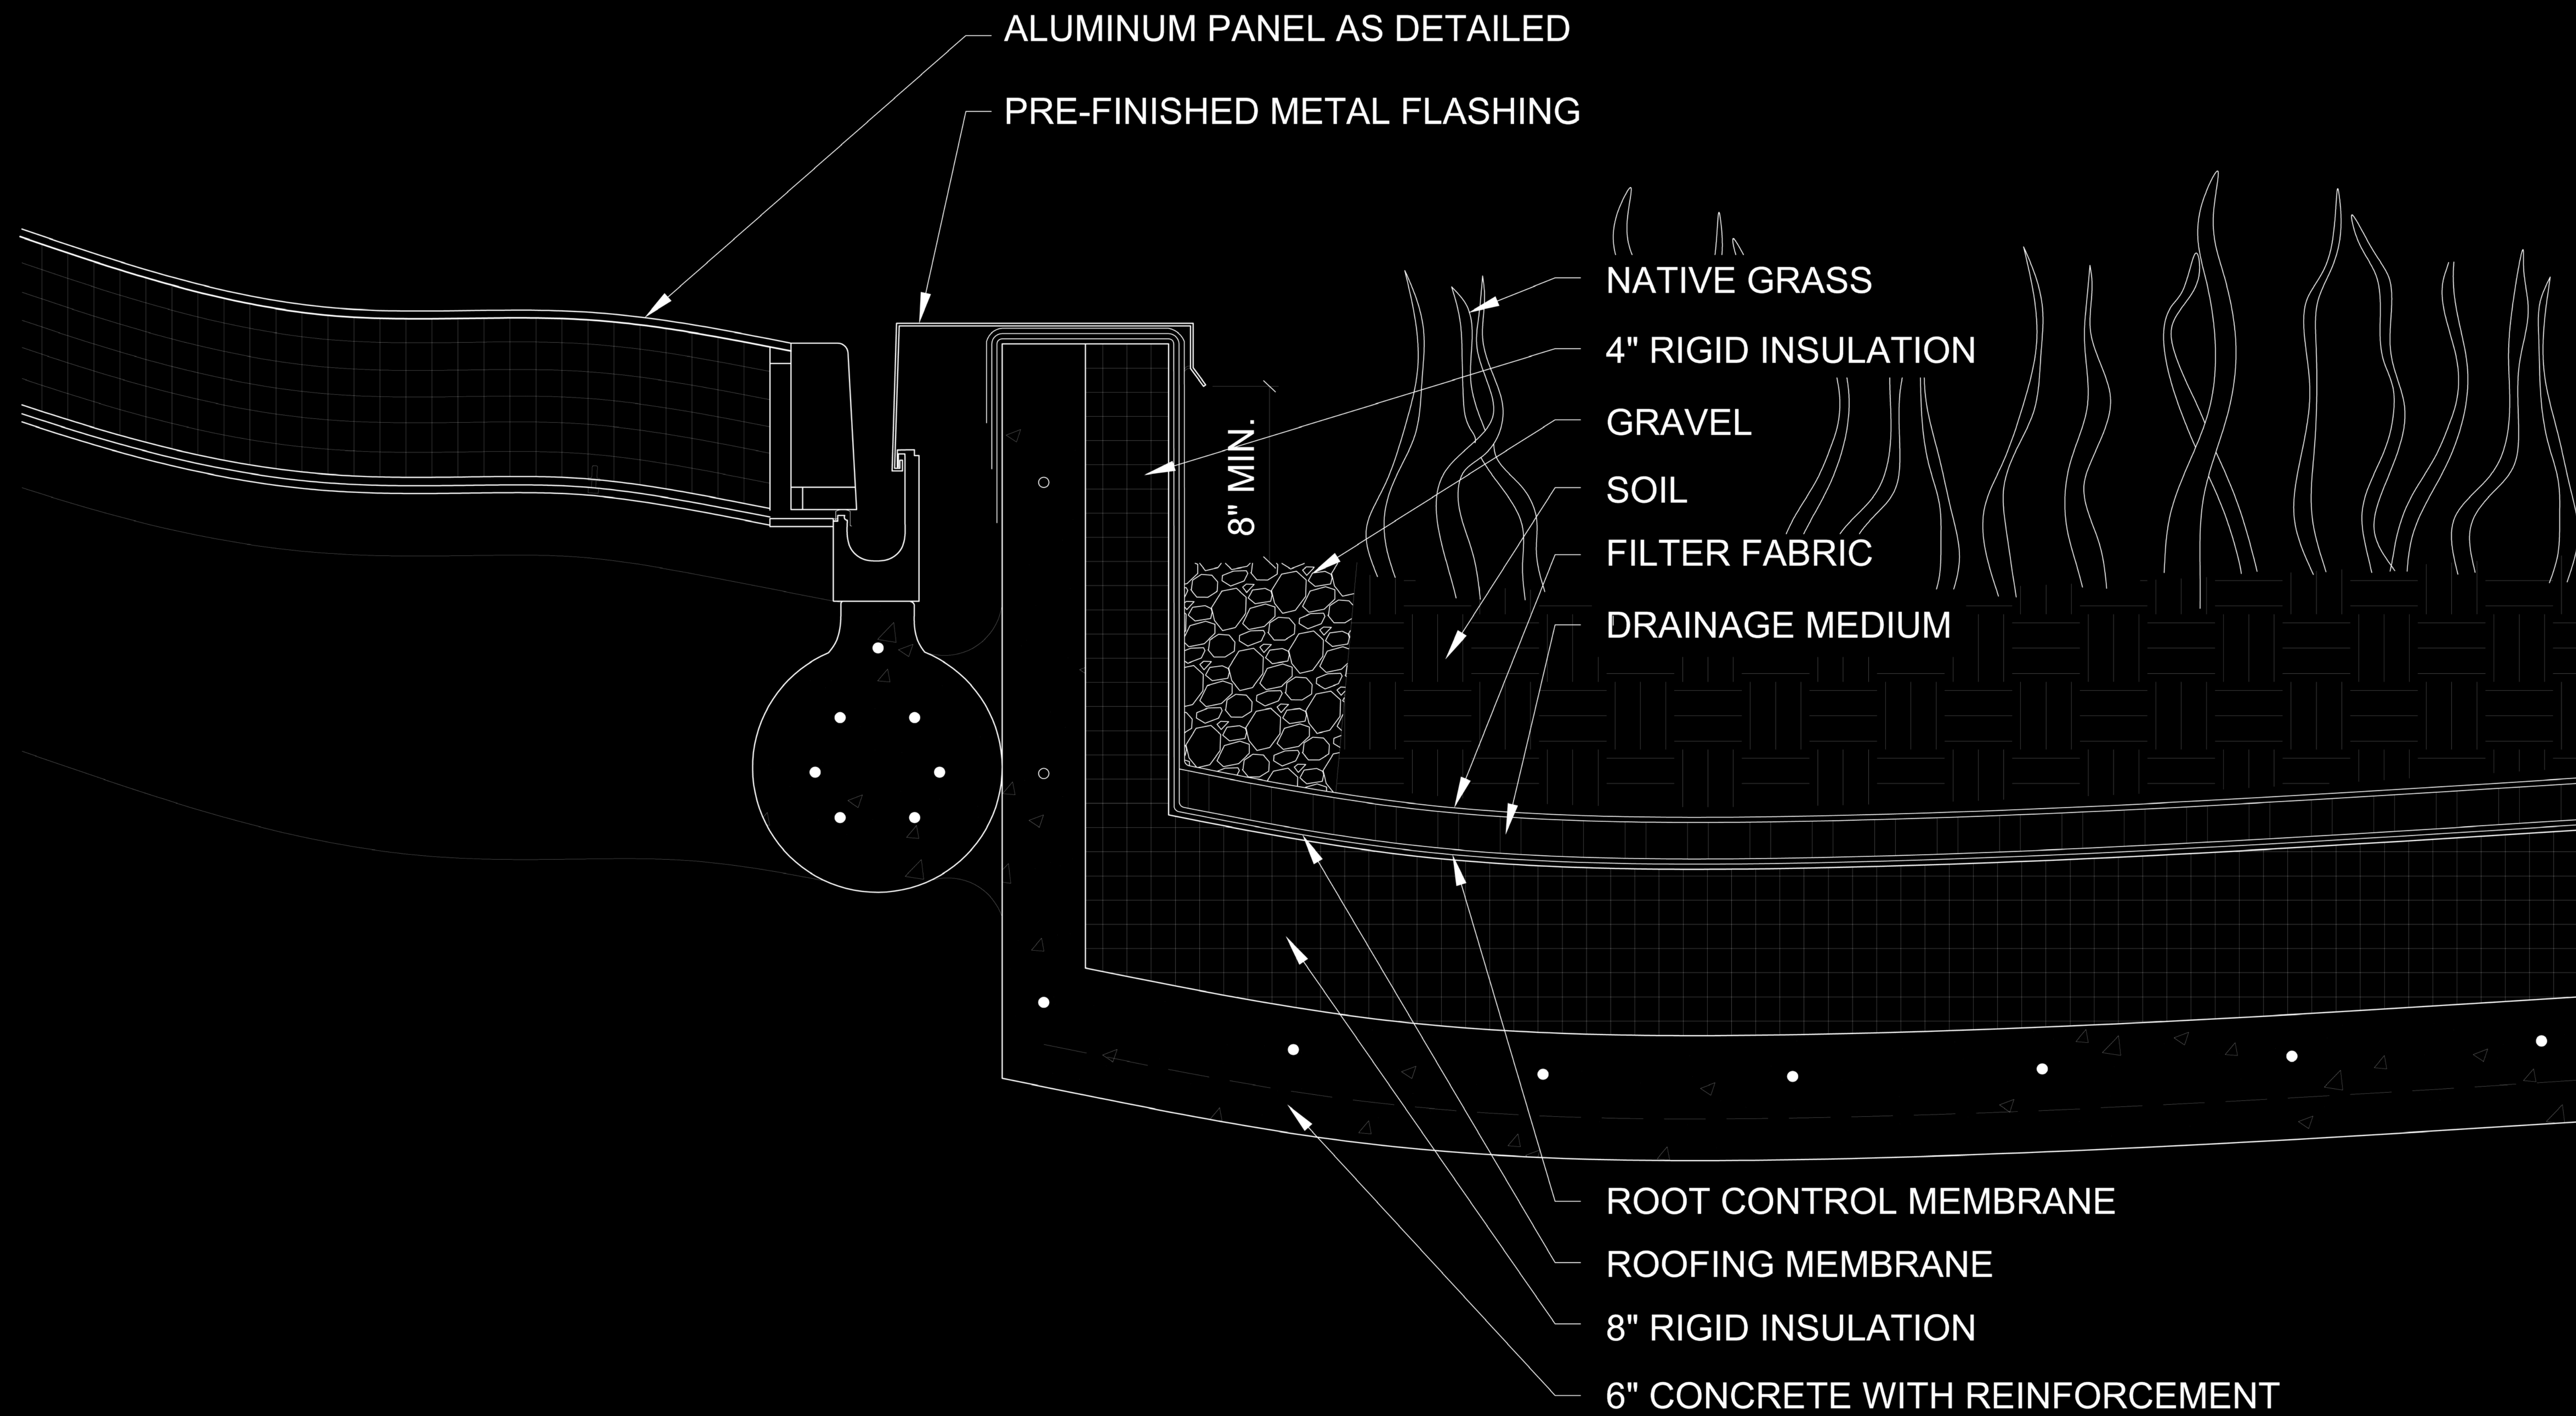 ALUMINUM PANEL AS DETAILED
PRE-FINISHED METAL FLASHING
NATIVE GRASS
4" RIGID INSULATION
GRAVEL
SOIL
FILTER FABRIC
DRAINAGE MEDIUM
8" MIN.
ROOT CONTROL MEMBRANE
ROOFING MEMBRANE
8" RIGID INSULATION
6" CONCRETE WITH REINFORCEMENT